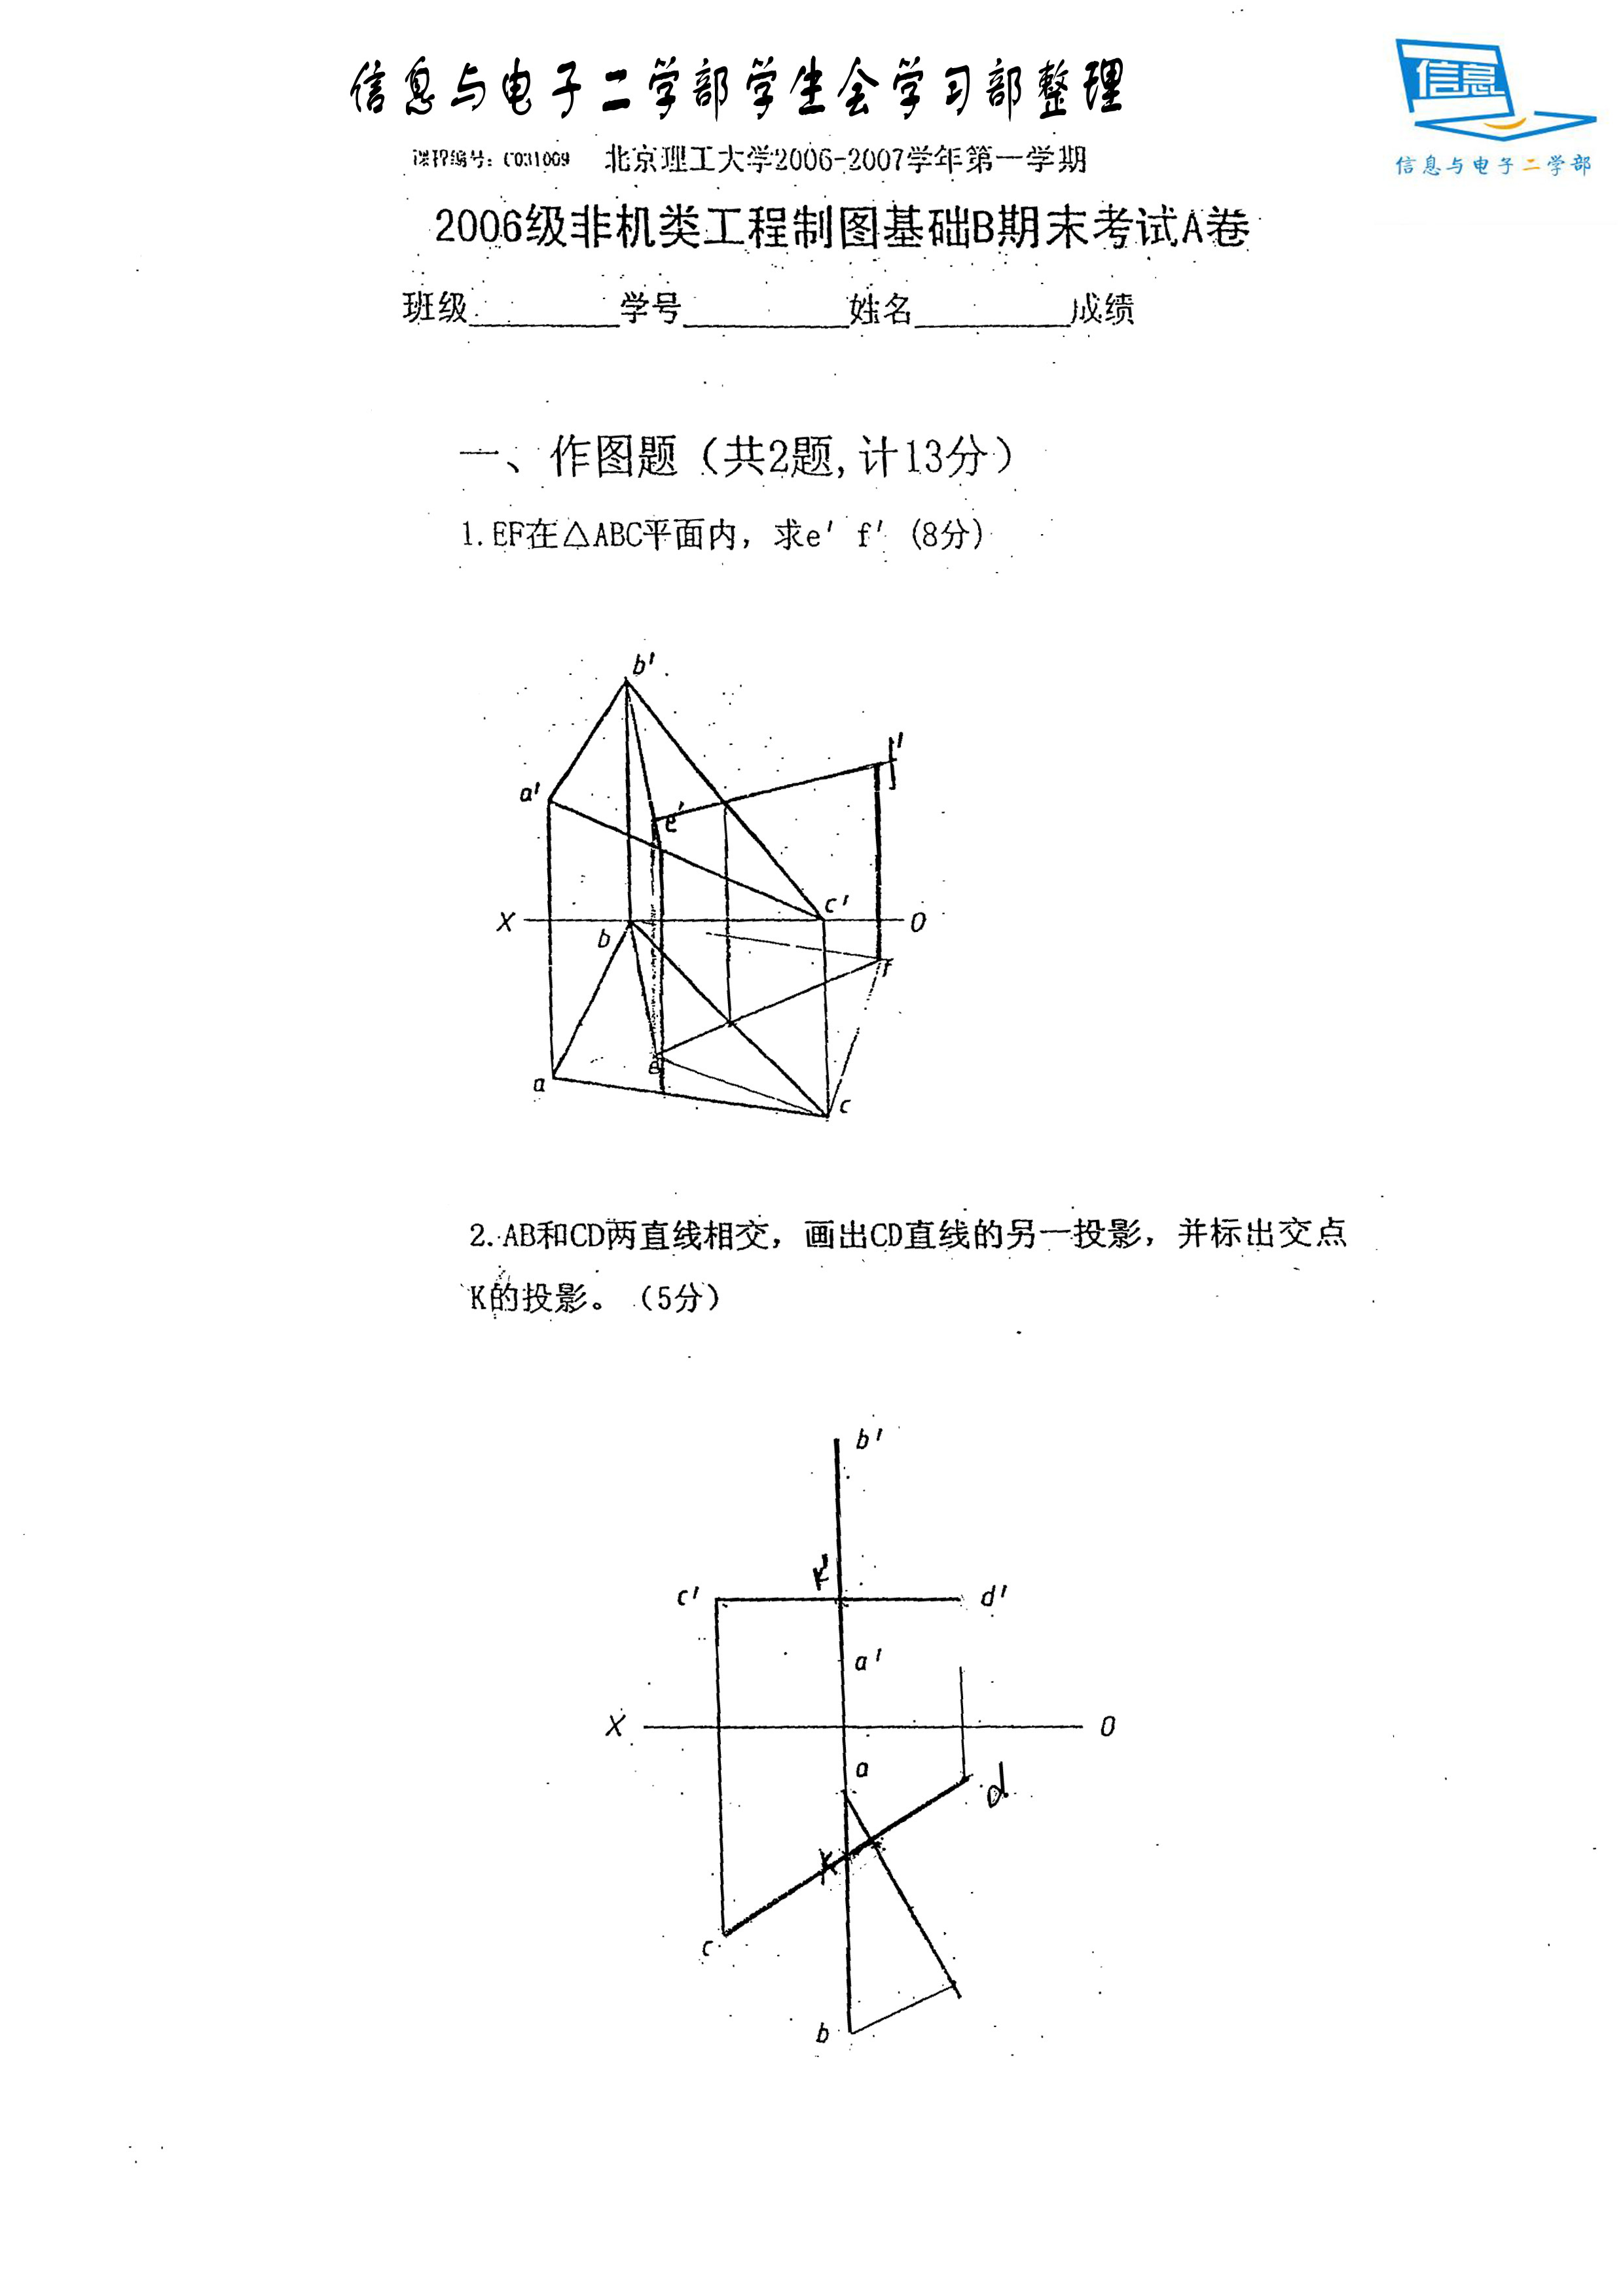 信息与电子二学部学生会学习部整理
信息
信息与电子二学部
课程编号: C031009 北京理工大学2006-2007学年第一学期
2006级非机类工程制图基础B期末考试A卷
班级________学号________姓名________成绩
一、作图题（共2题,计13分）
1.EF在△ABC平面内，求e′ f′ (8分)
b′
f′
a′
e′
c′
X
O
b
f
e
a
c
2.AB和CD两直线相交，画出CD直线的另一投影，并标出交点
K的投影。（5分）
b′
k′
c′
d′
a′
X
O
a
d
k
c
b